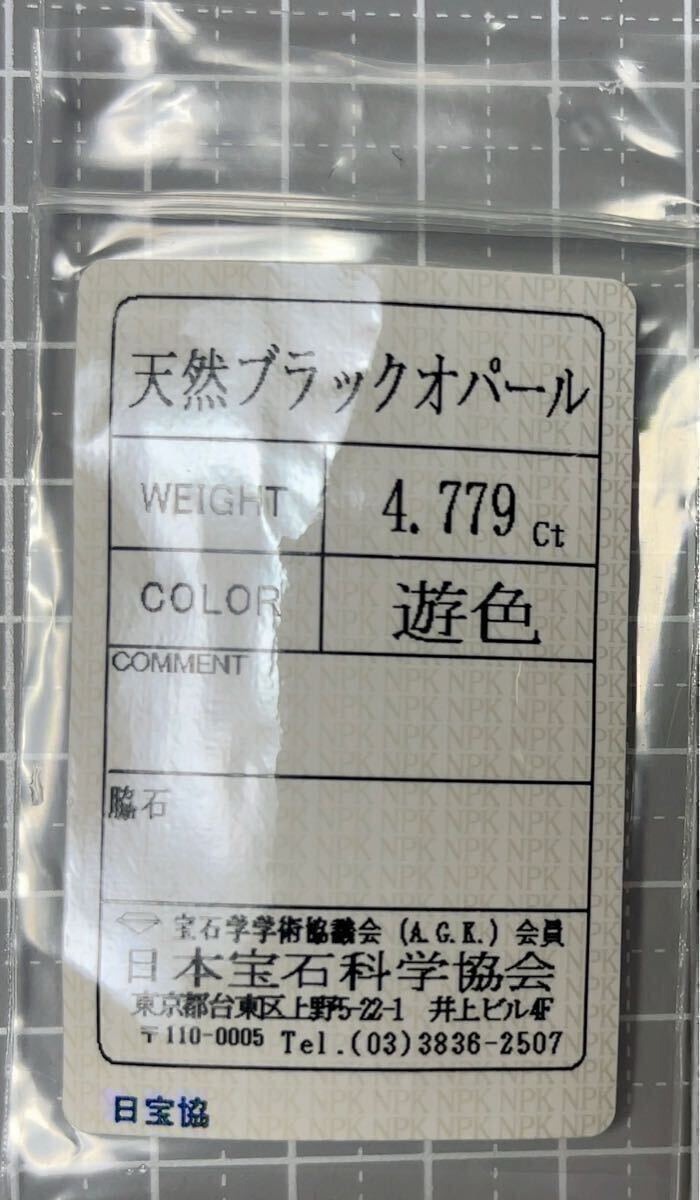 天然ブラックオパール
WEIGHT 4.779 Ct
COLOR 遊色
COMMENT
脇石
宝石学学術協議会 (A.G.K.) 会員
日本宝石科学協会
東京都台東区上野5-22-1 井上ビル4F
〒110-0005 Tel.(03)3836-2507
日宝協